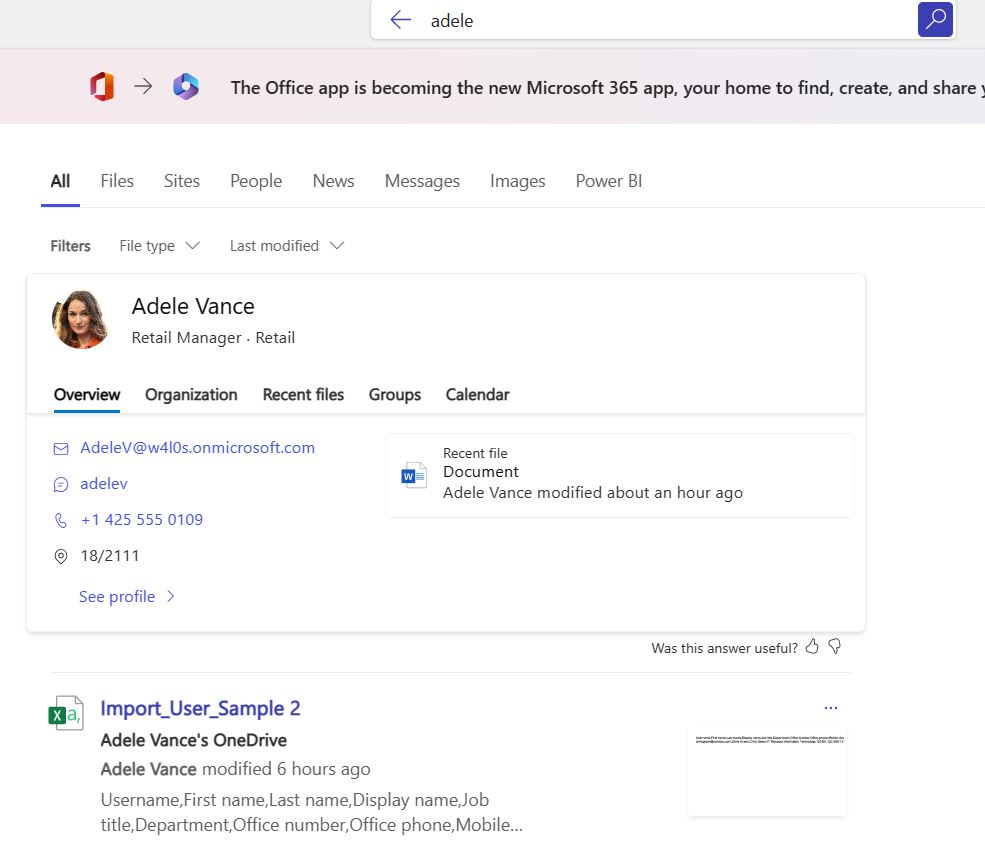 adele
The Office app is becoming the new Microsoft 365 app, your home to find, create, and share
All Files Sites People News Messages Images Power BI
Filters File type Last modified
Adele Vance
Retail Manager · Retail
Overview Organization Recent files Groups Calendar
AdeleV@w4l0s.onmicrosoft.com
adelev
+1 425 555 0109
18/2111
See profile
Recent file
Document
Adele Vance modified about an hour ago
Was this answer useful?
Import_User_Sample 2
Adele Vance's OneDrive
Adele Vance modified 6 hours ago
Username,First name,Last name,Display name,Job
title,Department,Office number,Office phone,Mobile...